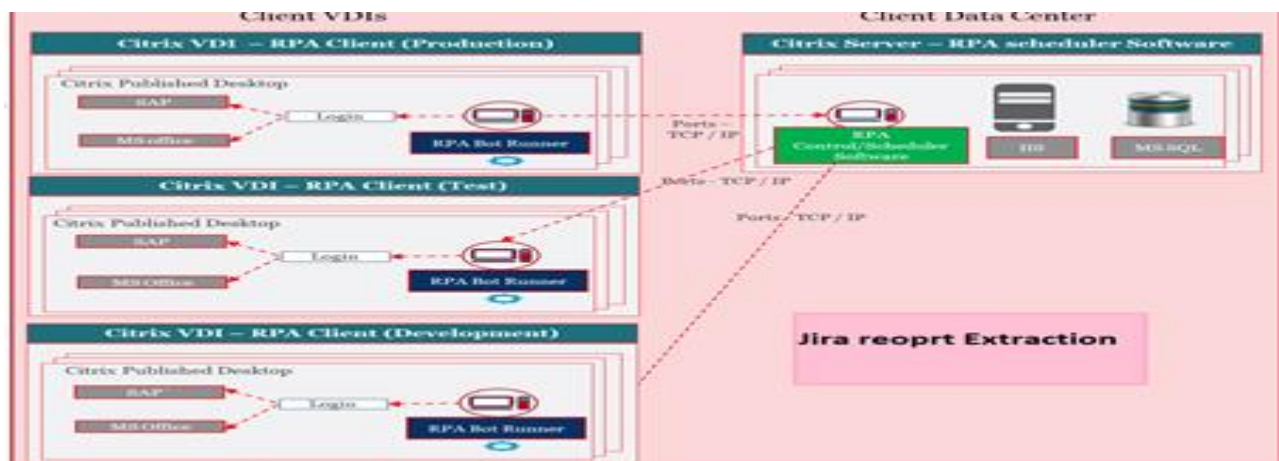 Client VDIs
Client Data Center
Citrix VDI – RPA Client (Production)
Citrix Published Desktop
SAP
MS office
Login
RPA Bot Runner
Citrix Server – RPA scheduler Software
RPA
Control/Scheduler
Software
IIS
MS SQL
Ports –
TCP / IP
Ports - TCP / IP
Ports - TCP / IP
Citrix VDI – RPA Client (Test)
Citrix Published Desktop
SAP
MS Office
Login
RPA Bot Runner
Citrix VDI – RPA Client (Development)
Citrix Published Desktop
SAP
MS Office
Login
RPA Bot Runner
Jira reoprt Extraction